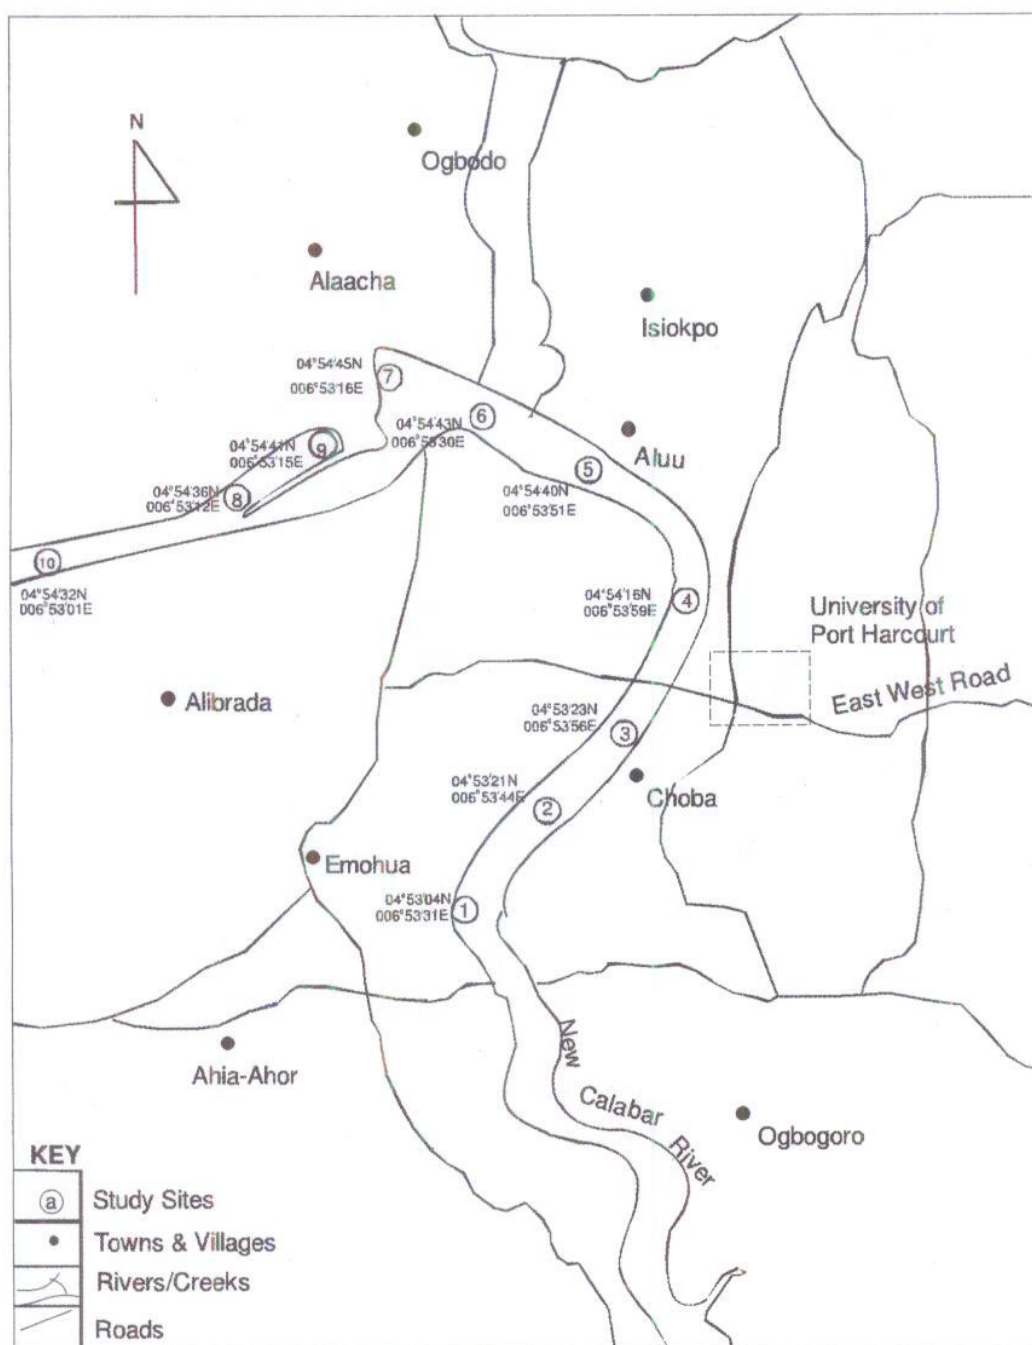 N
Ogbodo
Alaacha
Isiokpo
04°54'45N
006°53'16E
7
6
04°54'43N
006°53'30E
04°54'41N
006°53'15E
9
Aluu
5
04°54'40N
006°53'51E
04°54'36N
006°53'12E
8
10
04°54'32N
006°53'01E
04°54'16N
006°53'59E
4
University of
Port Harcourt
East West Road
Alibrada
04°53'23N
006°53'56E
3
04°53'21N
006°53'44E
2
Choba
Emohua
04°53'04N
006°53'31E
1
New
Calabar
River
Ahia-Ahor
Ogbogoro
KEY
a Study Sites
Towns & Villages
Rivers/Creeks
Roads